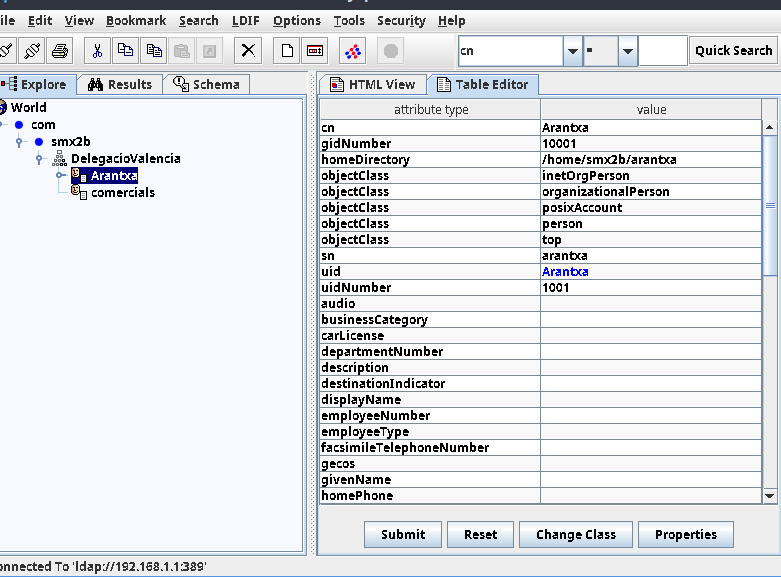 ile Edit View Bookmark Search LDIF Options Tools Security Help
cn = Quick Search
Explore Results Schema
World
com
smx2b
DelegacioValencia
Arantxa
comercials
HTML View Table Editor
attribute type value
cn Arantxa
gidNumber 10001
homeDirectory /home/smx2b/arantxa
objectClass inetOrgPerson
objectClass organizationalPerson
objectClass posixAccount
objectClass person
objectClass top
sn arantxa
uid Arantxa
uidNumber 1001
audio
businessCategory
carLicense
departmentNumber
description
destinationIndicator
displayName
employeeNumber
employeeType
facsimileTelephoneNumber
gecos
givenName
homePhone
Submit Reset Change Class Properties
onnected To 'ldap://192.168.1.1:389'